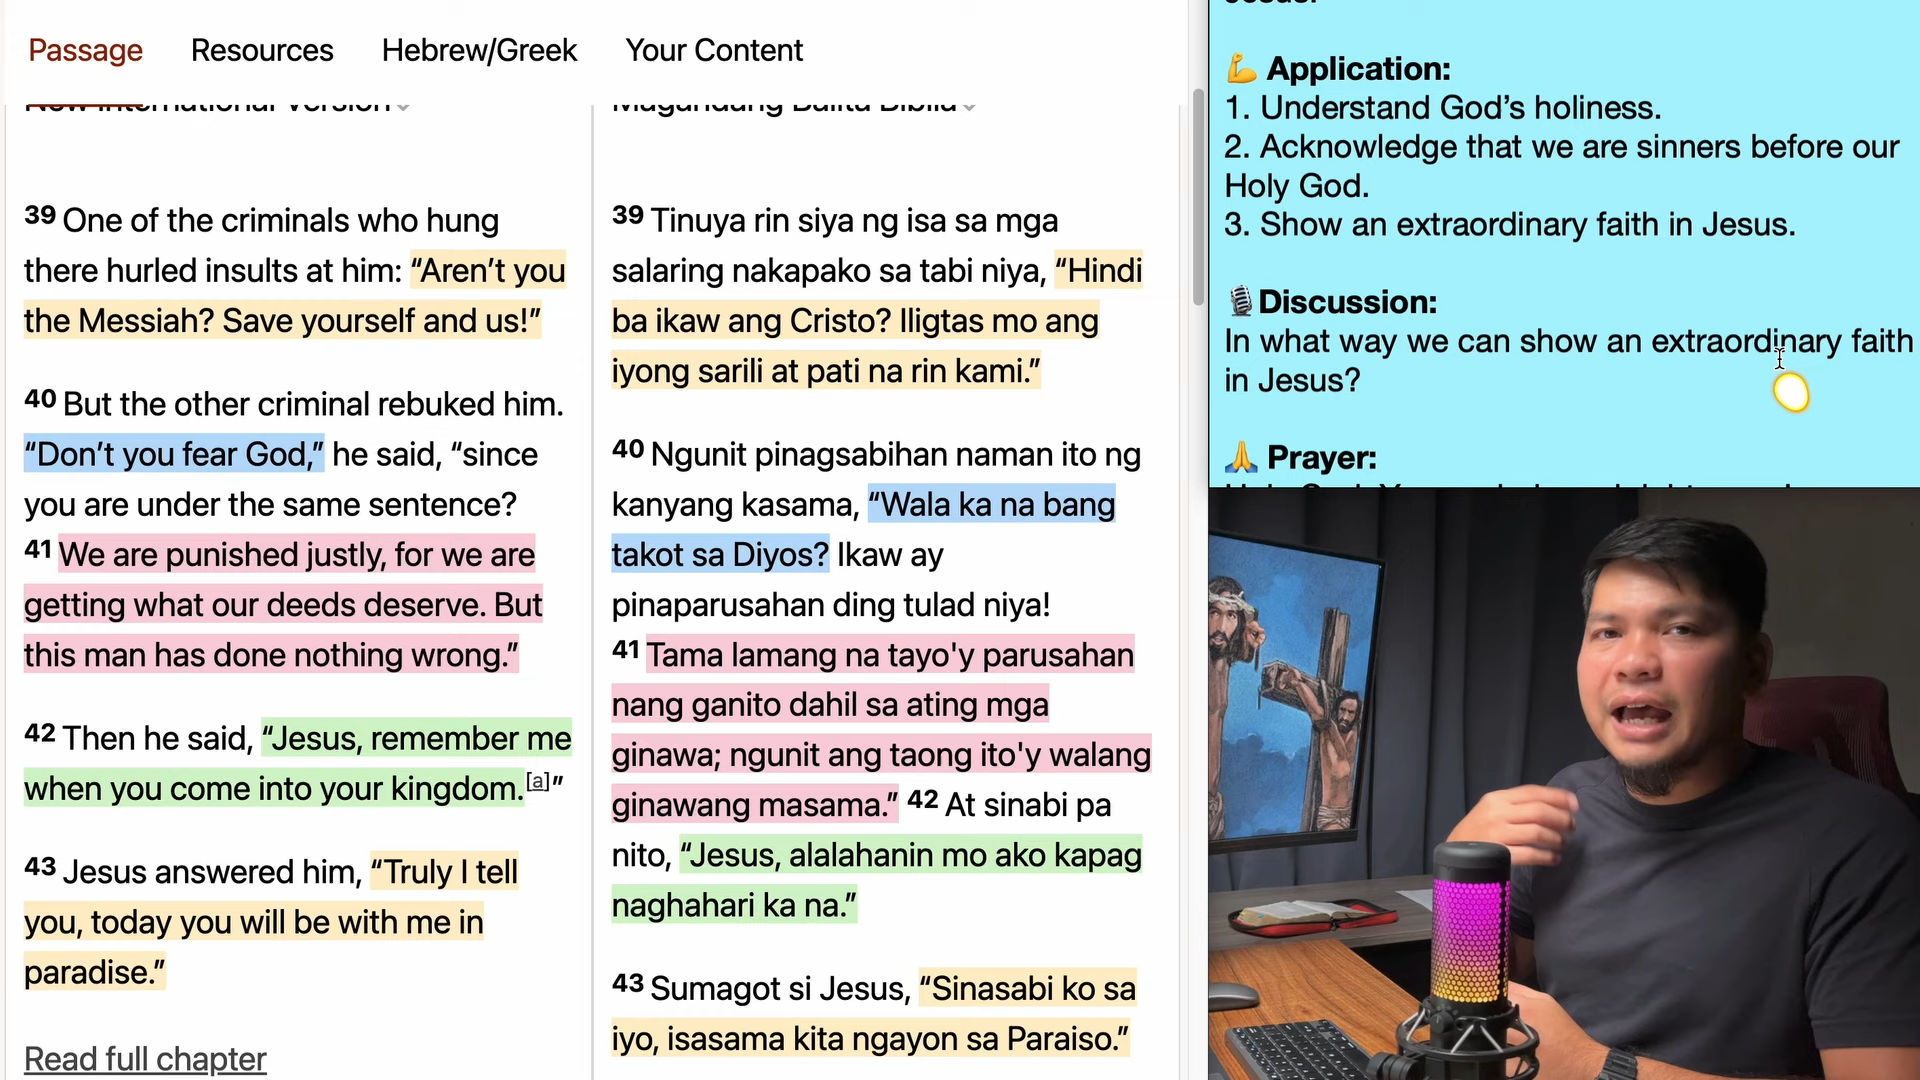 Passage
Resources
Hebrew/Greek
Your Content
New International Version
Magandang Balita Biblia
39 One of the criminals who hung
there hurled insults at him: “Aren’t you
the Messiah? Save yourself and us!”
40 But the other criminal rebuked him.
“Don’t you fear God,” he said, “since
you are under the same sentence?
41 We are punished justly, for we are
getting what our deeds deserve. But
this man has done nothing wrong.”
42 Then he said, “Jesus, remember me
when you come into your kingdom.[a]”
43 Jesus answered him, “Truly I tell
you, today you will be with me in
paradise.”
Read full chapter
39 Tinuya rin siya ng isa sa mga
salaring nakapako sa tabi niya, “Hindi
ba ikaw ang Cristo? Iligtas mo ang
iyong sarili at pati na rin kami.”
40 Ngunit pinagsabihan naman ito ng
kanyang kasama, “Wala ka na bang
takot sa Diyos? Ikaw ay
pinaparusahan ding tulad niya!
41 Tama lamang na tayo'y parusahan
nang ganito dahil sa ating mga
ginawa; ngunit ang taong ito'y walang
ginawang masama.” 42 At sinabi pa
nito, “Jesus, alalahanin mo ako kapag
naghahari ka na.”
43 Sumagot si Jesus, “Sinasabi ko sa
iyo, isasama kita ngayon sa Paraiso.”
Jesus.
💪 Application:
1. Understand God’s holiness.
2. Acknowledge that we are sinners before our
Holy God.
3. Show an extraordinary faith in Jesus.
🎙️Discussion:
In what way we can show an extraordinary faith
in Jesus?
🙏 Prayer: